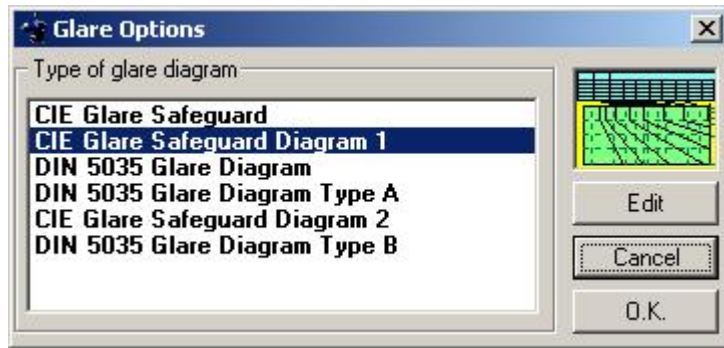 Glare Options
Type of glare diagram
CIE Glare Safeguard
CIE Glare Safeguard Diagram 1
DIN 5035 Glare Diagram
DIN 5035 Glare Diagram Type A
CIE Glare Safeguard Diagram 2
DIN 5035 Glare Diagram Type B
Edit
Cancel
O.K.